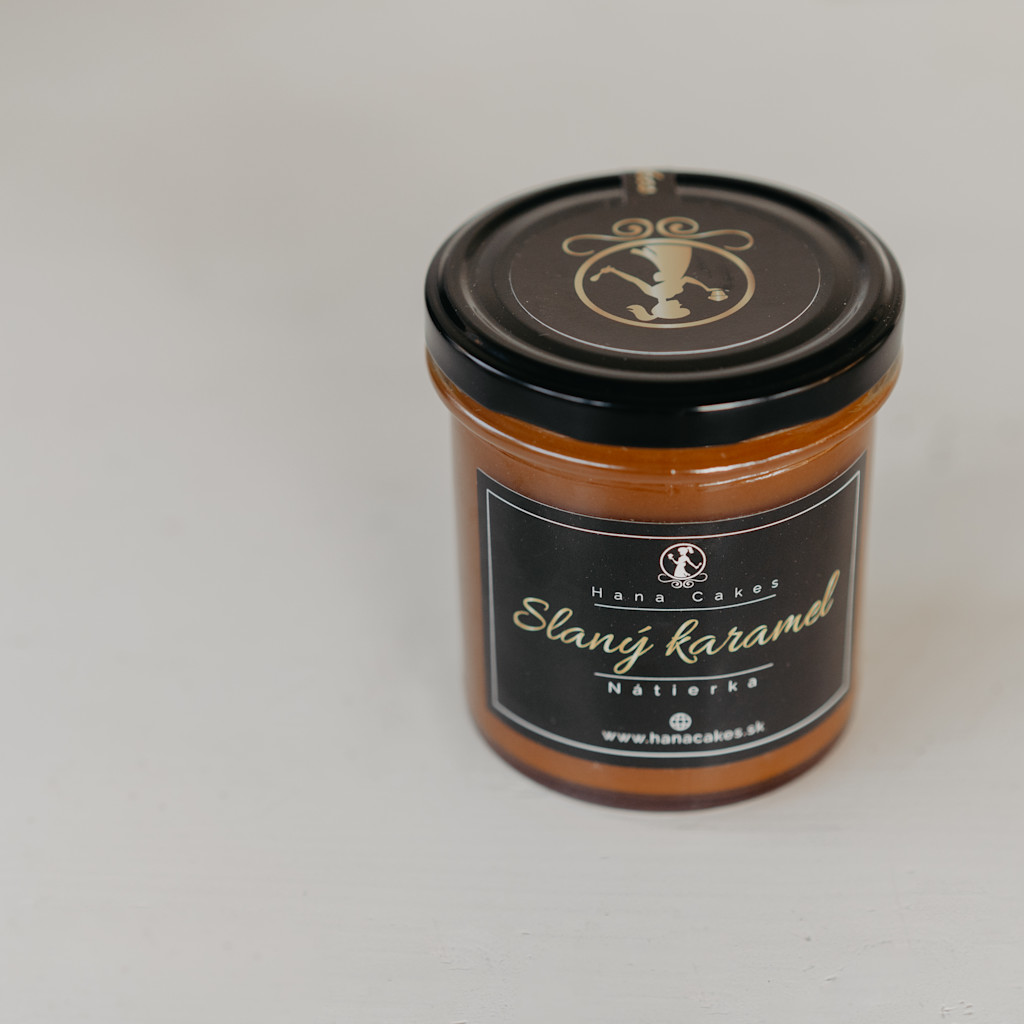 Hana Cakes
Slaný karamel
Nátierka
www.hanacakes.sk